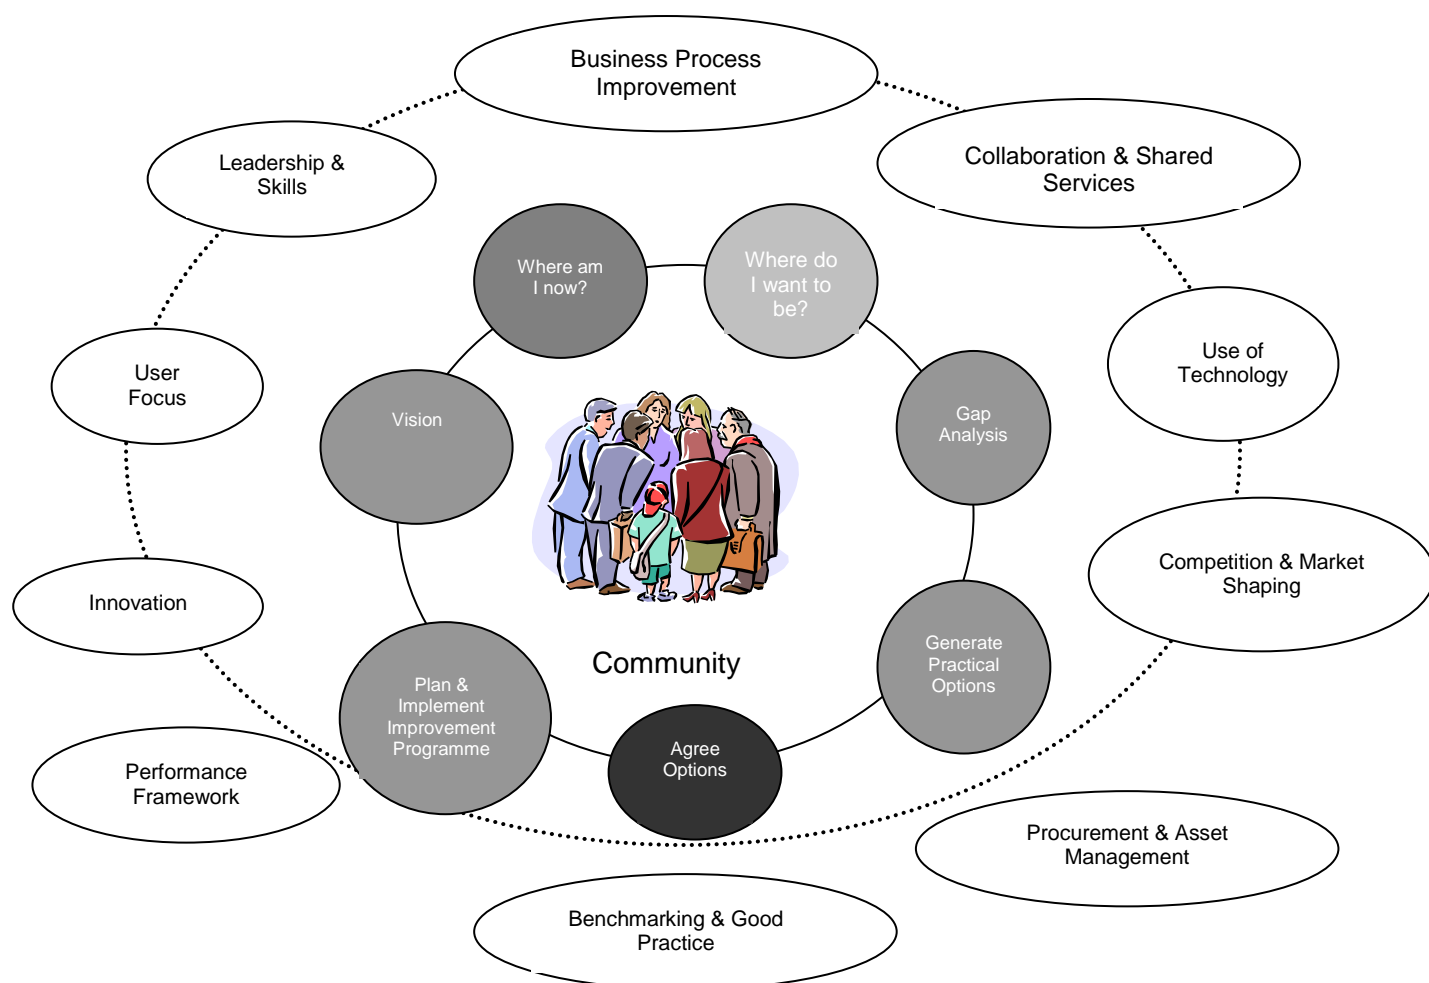 Business Process
Improvement
Leadership &
Skills
Collaboration & Shared
Services
Where am
I now?
Where do
I want to
be?
User
Focus
Use of
Technology
Vision
Gap
Analysis
Innovation
Competition & Market
Shaping
Community
Generate
Practical
Options
Plan &
Implement
Improvement
Programme
Agree
Options
Performance
Framework
Procurement & Asset
Management
Benchmarking & Good
Practice